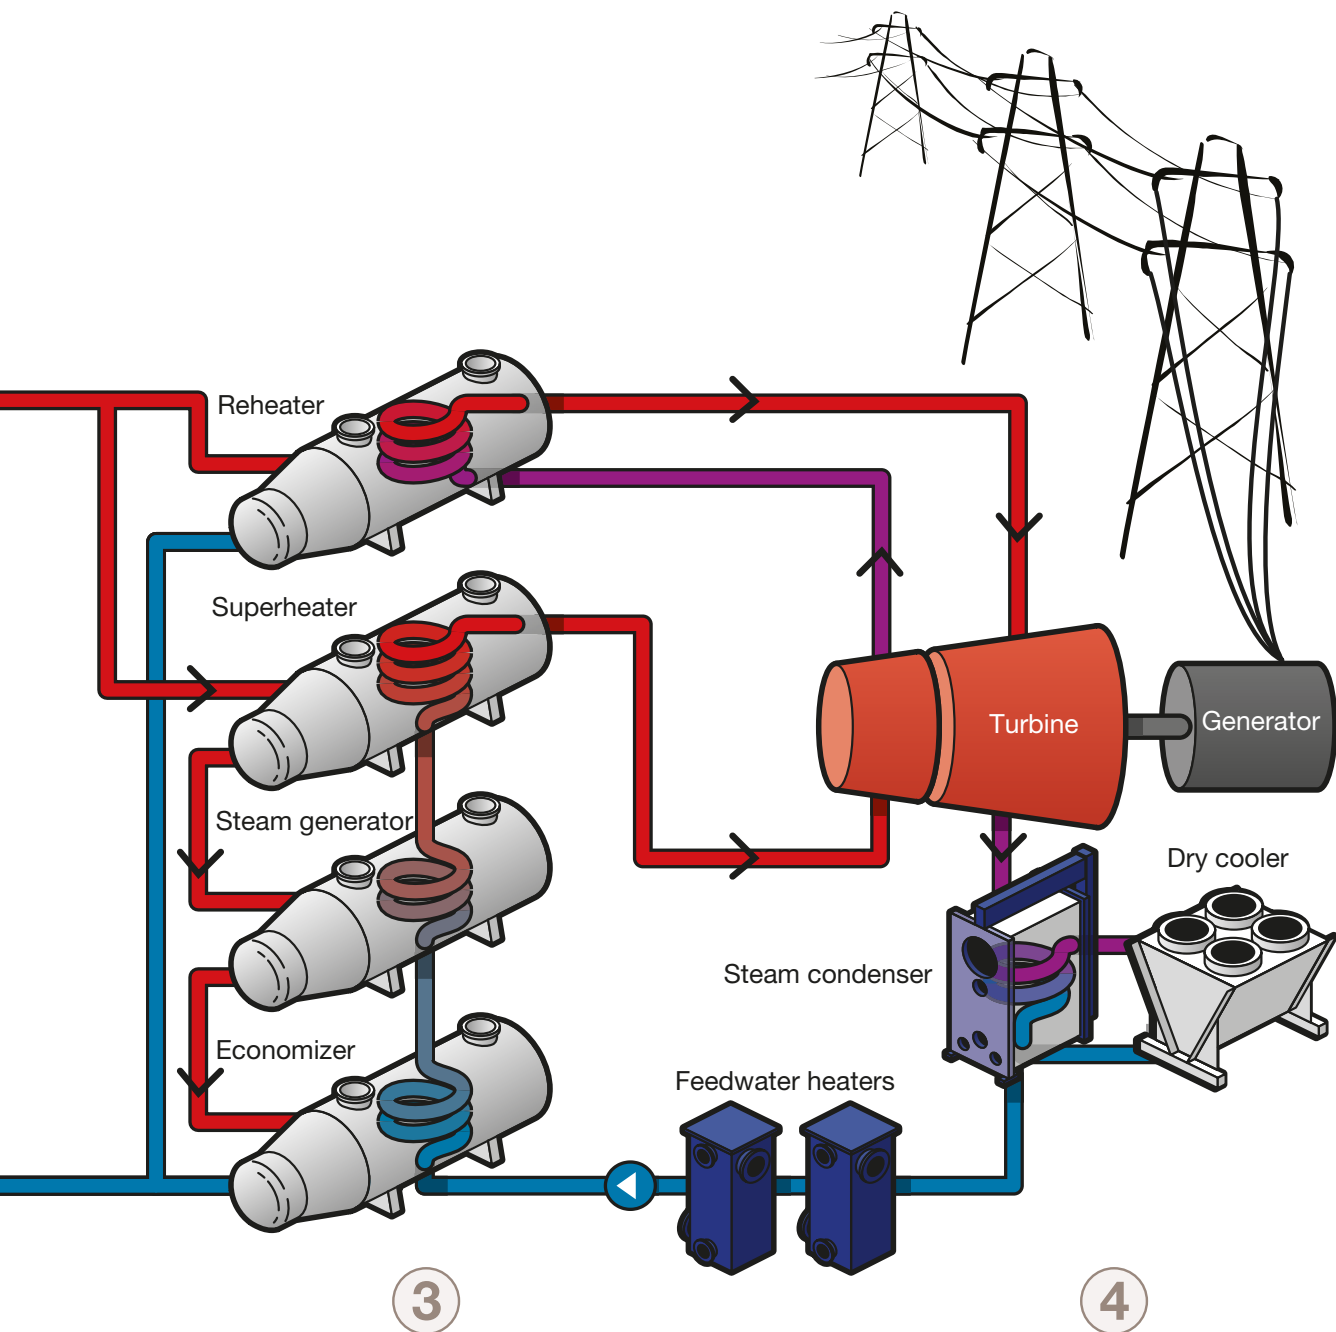 Reheater
Superheater
Turbine
Generator
Steam generator
Dry cooler
Steam condenser
Economizer
Feedwater heaters
3
4